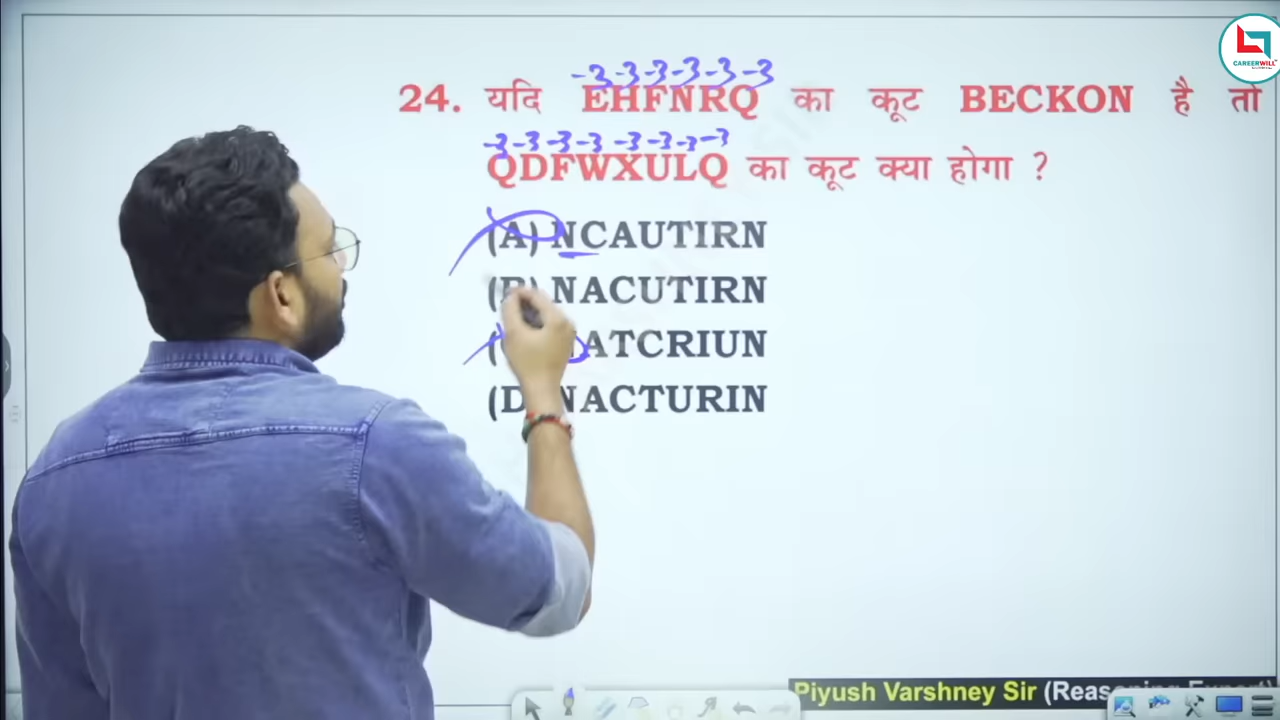 CAREERWILL
-3 -3 -3 -3 -3 -3
24. यदि EHFNRQ का कूट BECKON है तो
-3 -3 -3 -3 -3 -3 -3 -3
QDFWXULQ का कूट क्या होगा ?
(A) NCAUTIRN
NACUTIRN
ATCRIUN
(D) NACTURIN
Piyush Varshney Sir